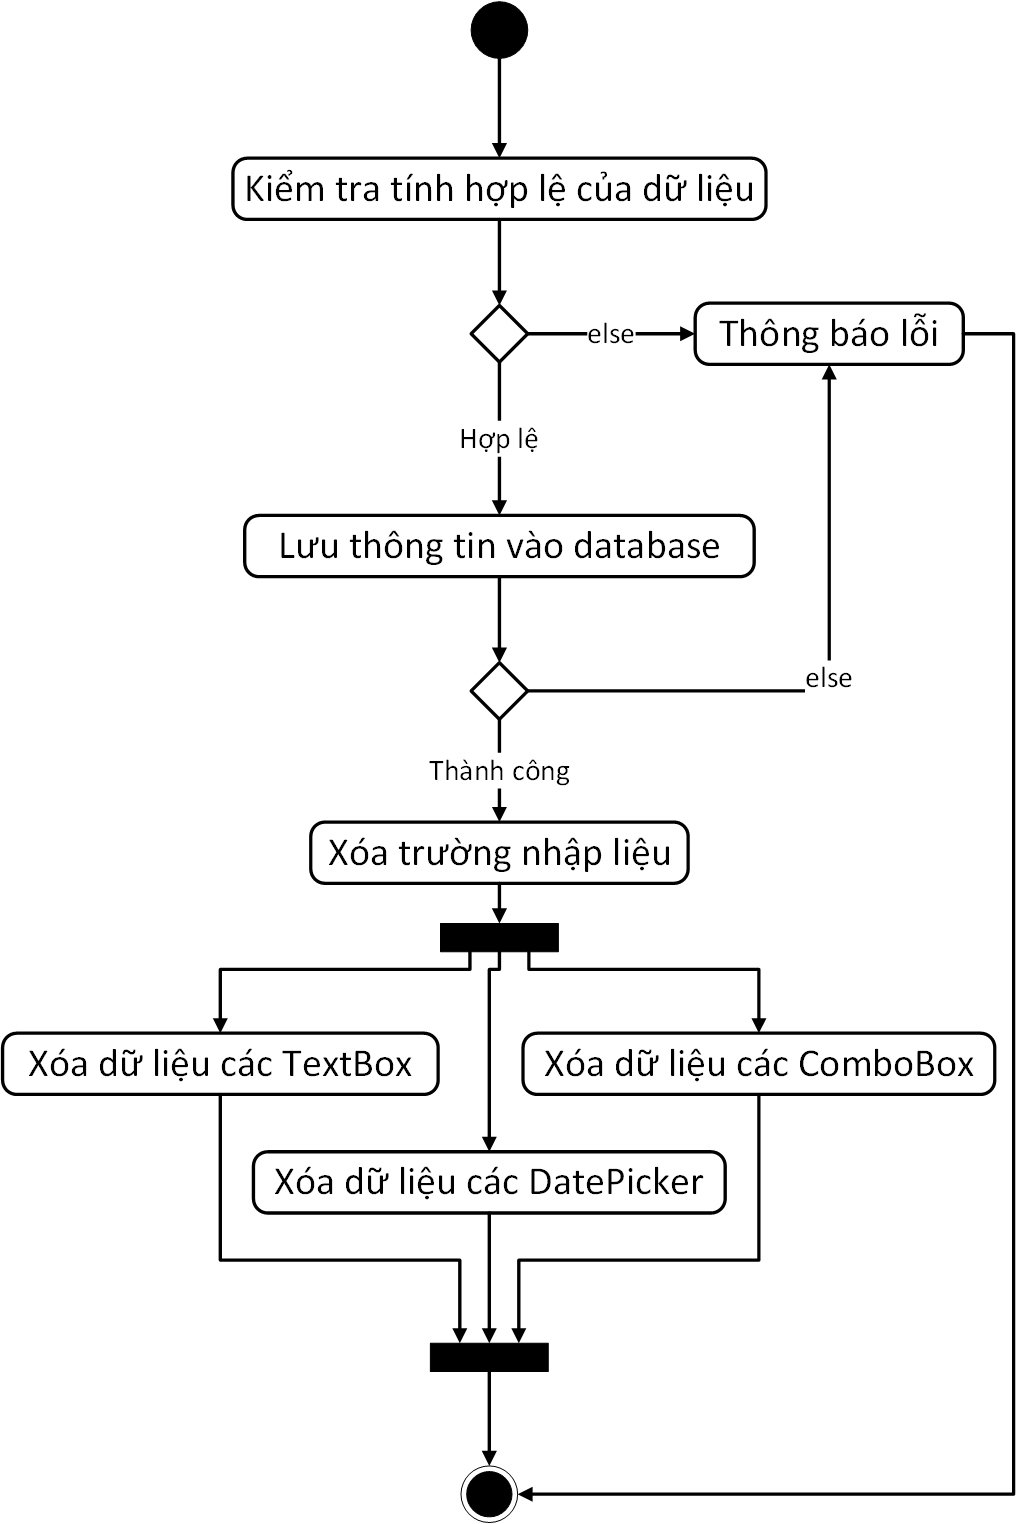 Kiểm tra tính hợp lệ của dữ liệu
else
Thông báo lỗi
Hợp lệ
Lưu thông tin vào database
else
Thành công
Xóa trường nhập liệu
Xóa dữ liệu các TextBox
Xóa dữ liệu các ComboBox
Xóa dữ liệu các DatePicker